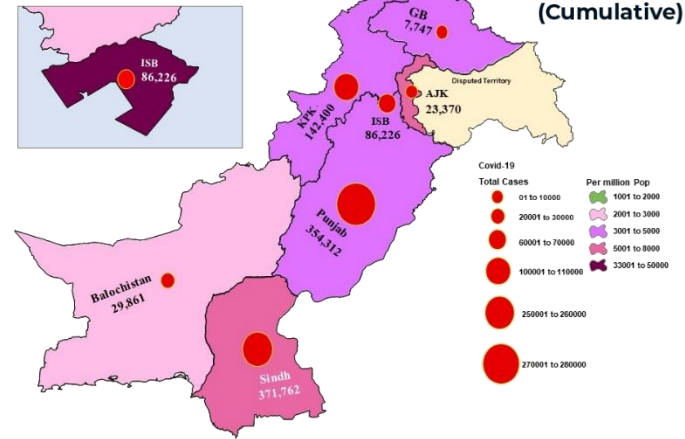 (Cumulative)
GB
7,747
ISB
86,226
Disputed Territory
AJK
23,370
KPK
142,400
ISB
86,226
Punjab
354,312
Balochistan
29,861
Sindh
371,762
Covid-19
Total Cases
01 to 10000
20001 to 30000
60001 to 70000
100001 to 110000
250001 to 260000
270001 to 280000
Per million Pop
1001 to 2000
2001 to 3000
3001 to 5000
5001 to 8000
33001 to 50000